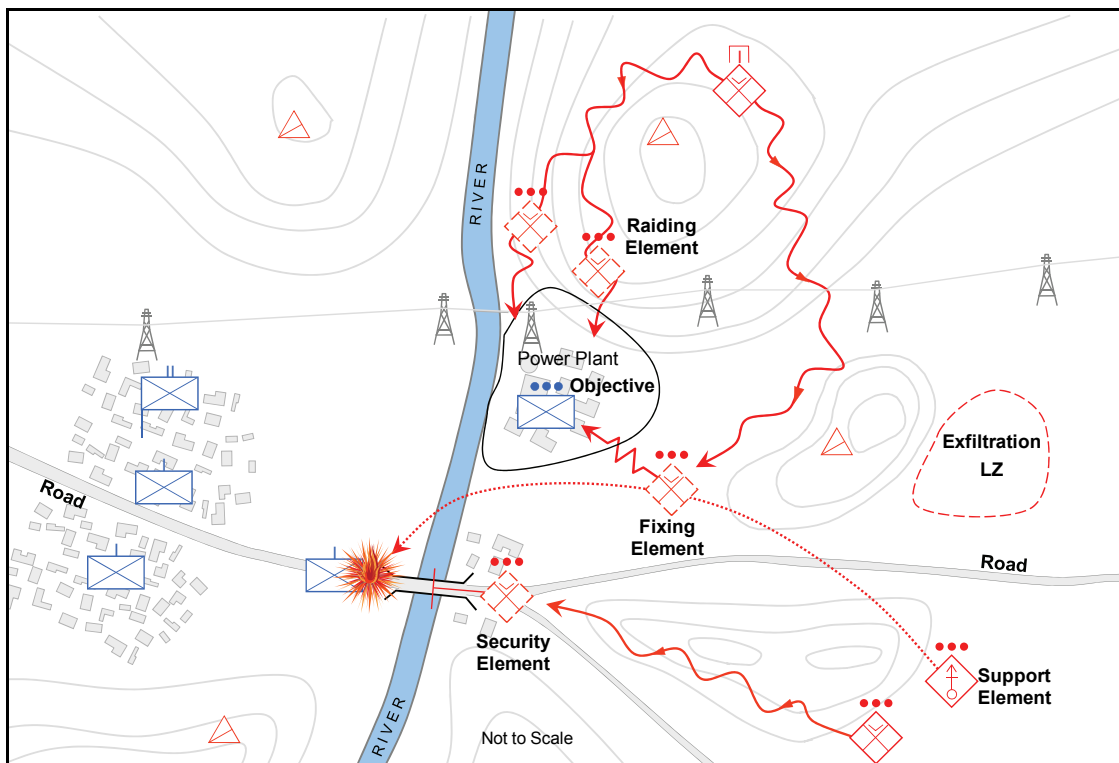 RIVER
Raiding
Element
Power Plant
Objective
Exfiltration
LZ
Road
Fixing
Element
Road
Security
Element
Support
Element
RIVER
Not to Scale